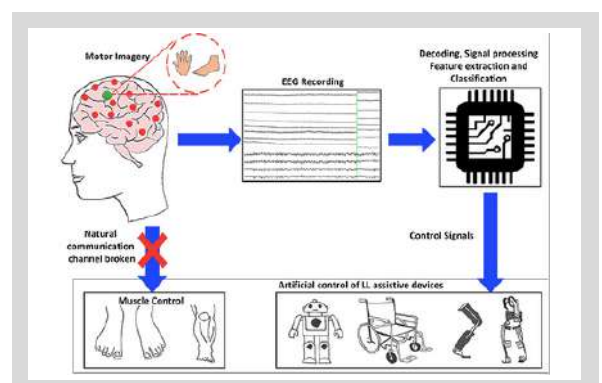 Motor Imagery
EEG Recording
Decoding, Signal processing
Feature extraction and
Classification
Natural
communication
channel broken
Control Signals
Artificial control of LL assistive devices
Muscle Control